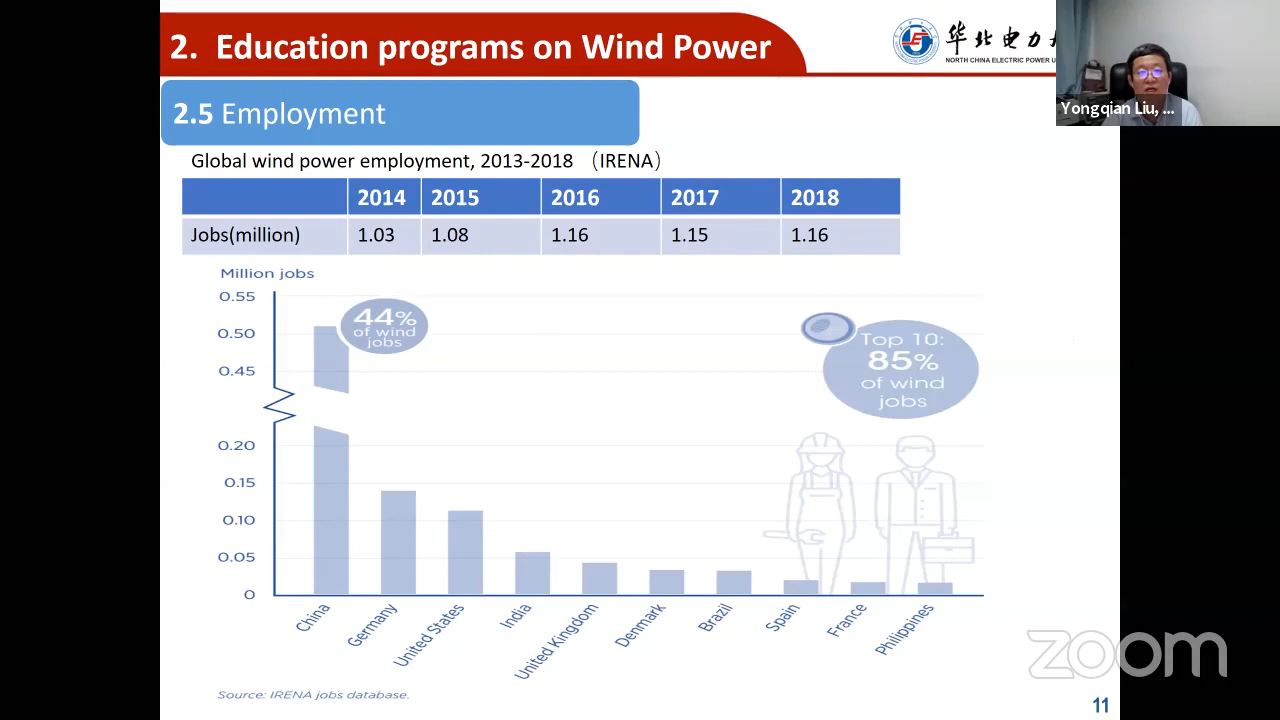 2. Education programs on Wind Power
华北电力
NORTH CHINA ELECTRIC POWER U
Yongqian Liu, ...
2.5 Employment
Global wind power employment, 2013-2018 （IRENA）
2014 2015 2016 2017 2018
Jobs(million) 1.03 1.08 1.16 1.15 1.16
Million jobs
0.55
0.50
0.45
0.20
0.15
0.10
0.05
0
44%
of wind
jobs
Top 10:
85%
of wind
jobs
China
Germany
United States
India
United Kingdom
Denmark
Brazil
Spain
France
Philippines
Source: IRENA jobs database.
zoom
11